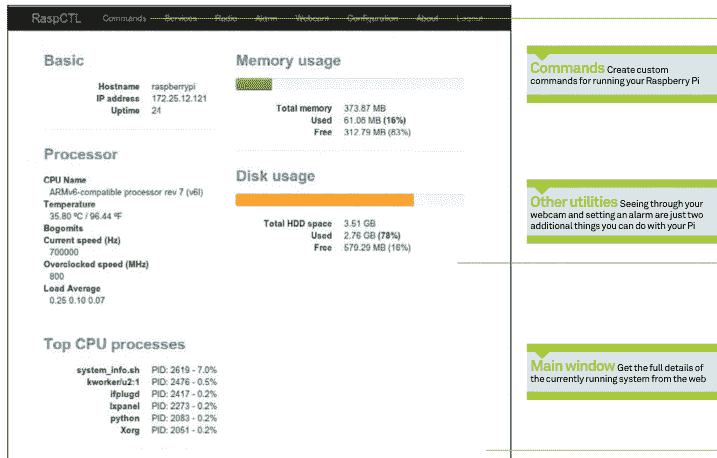 RaspCTL Commands Services Radio Alarm Webcam Configuration About Logout
Basic
Hostname raspberrypi
IP address 172.25.12.121
Uptime 24
Processor
CPU Name
ARMv6-compatible processor rev 7 (v6l)
Temperature
35.80 ºC / 96.44 ºF
Bogomits
Current speed (Hz)
700000
Overclocked speed (MHz)
800
Load Average
0.25 0.10 0.07
Memory usage
Total memory 373.87 MB
Used 61.08 MB (16%)
Free 312.79 MB (83%)
Disk usage
Total HDD space 3.51 GB
Used 2.76 GB (78%)
Free 579.29 MB (16%)
Top CPU processes
system_info.sh PID: 2619 - 7.0%
kworker/u2:1 PID: 2476 - 0.5%
ifplugd PID: 2417 - 0.2%
lxpanel PID: 2273 - 0.2%
python PID: 2083 - 0.2%
Xorg PID: 2051 - 0.2%
Commands Create custom
commands for running your Raspberry Pi
Other utilities Seeing through your
webcam and setting an alarm are just two
additional things you can do with your Pi
Main window Get the full details of
the currently running system from the web